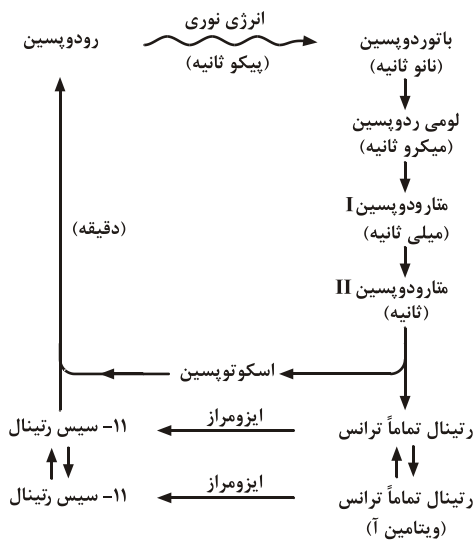 رودوپسین
انرژی نوری
(پیکو ثانیه)
باتوردوپسین
(نانو ثانیه)
لومی ردوپسین
(میکرو ثانیه)
متارودوپسین I
(میلی ثانیه)
متارودوپسین II
(ثانیه)
(دقیقه)
اسکوتوپسین
رتینال تماماً ترانس
ایزومراز
۱۱- سیس رتینال
رتینال تماماً ترانس
(ویتامین آ)
ایزومراز
۱۱- سیس رتینال